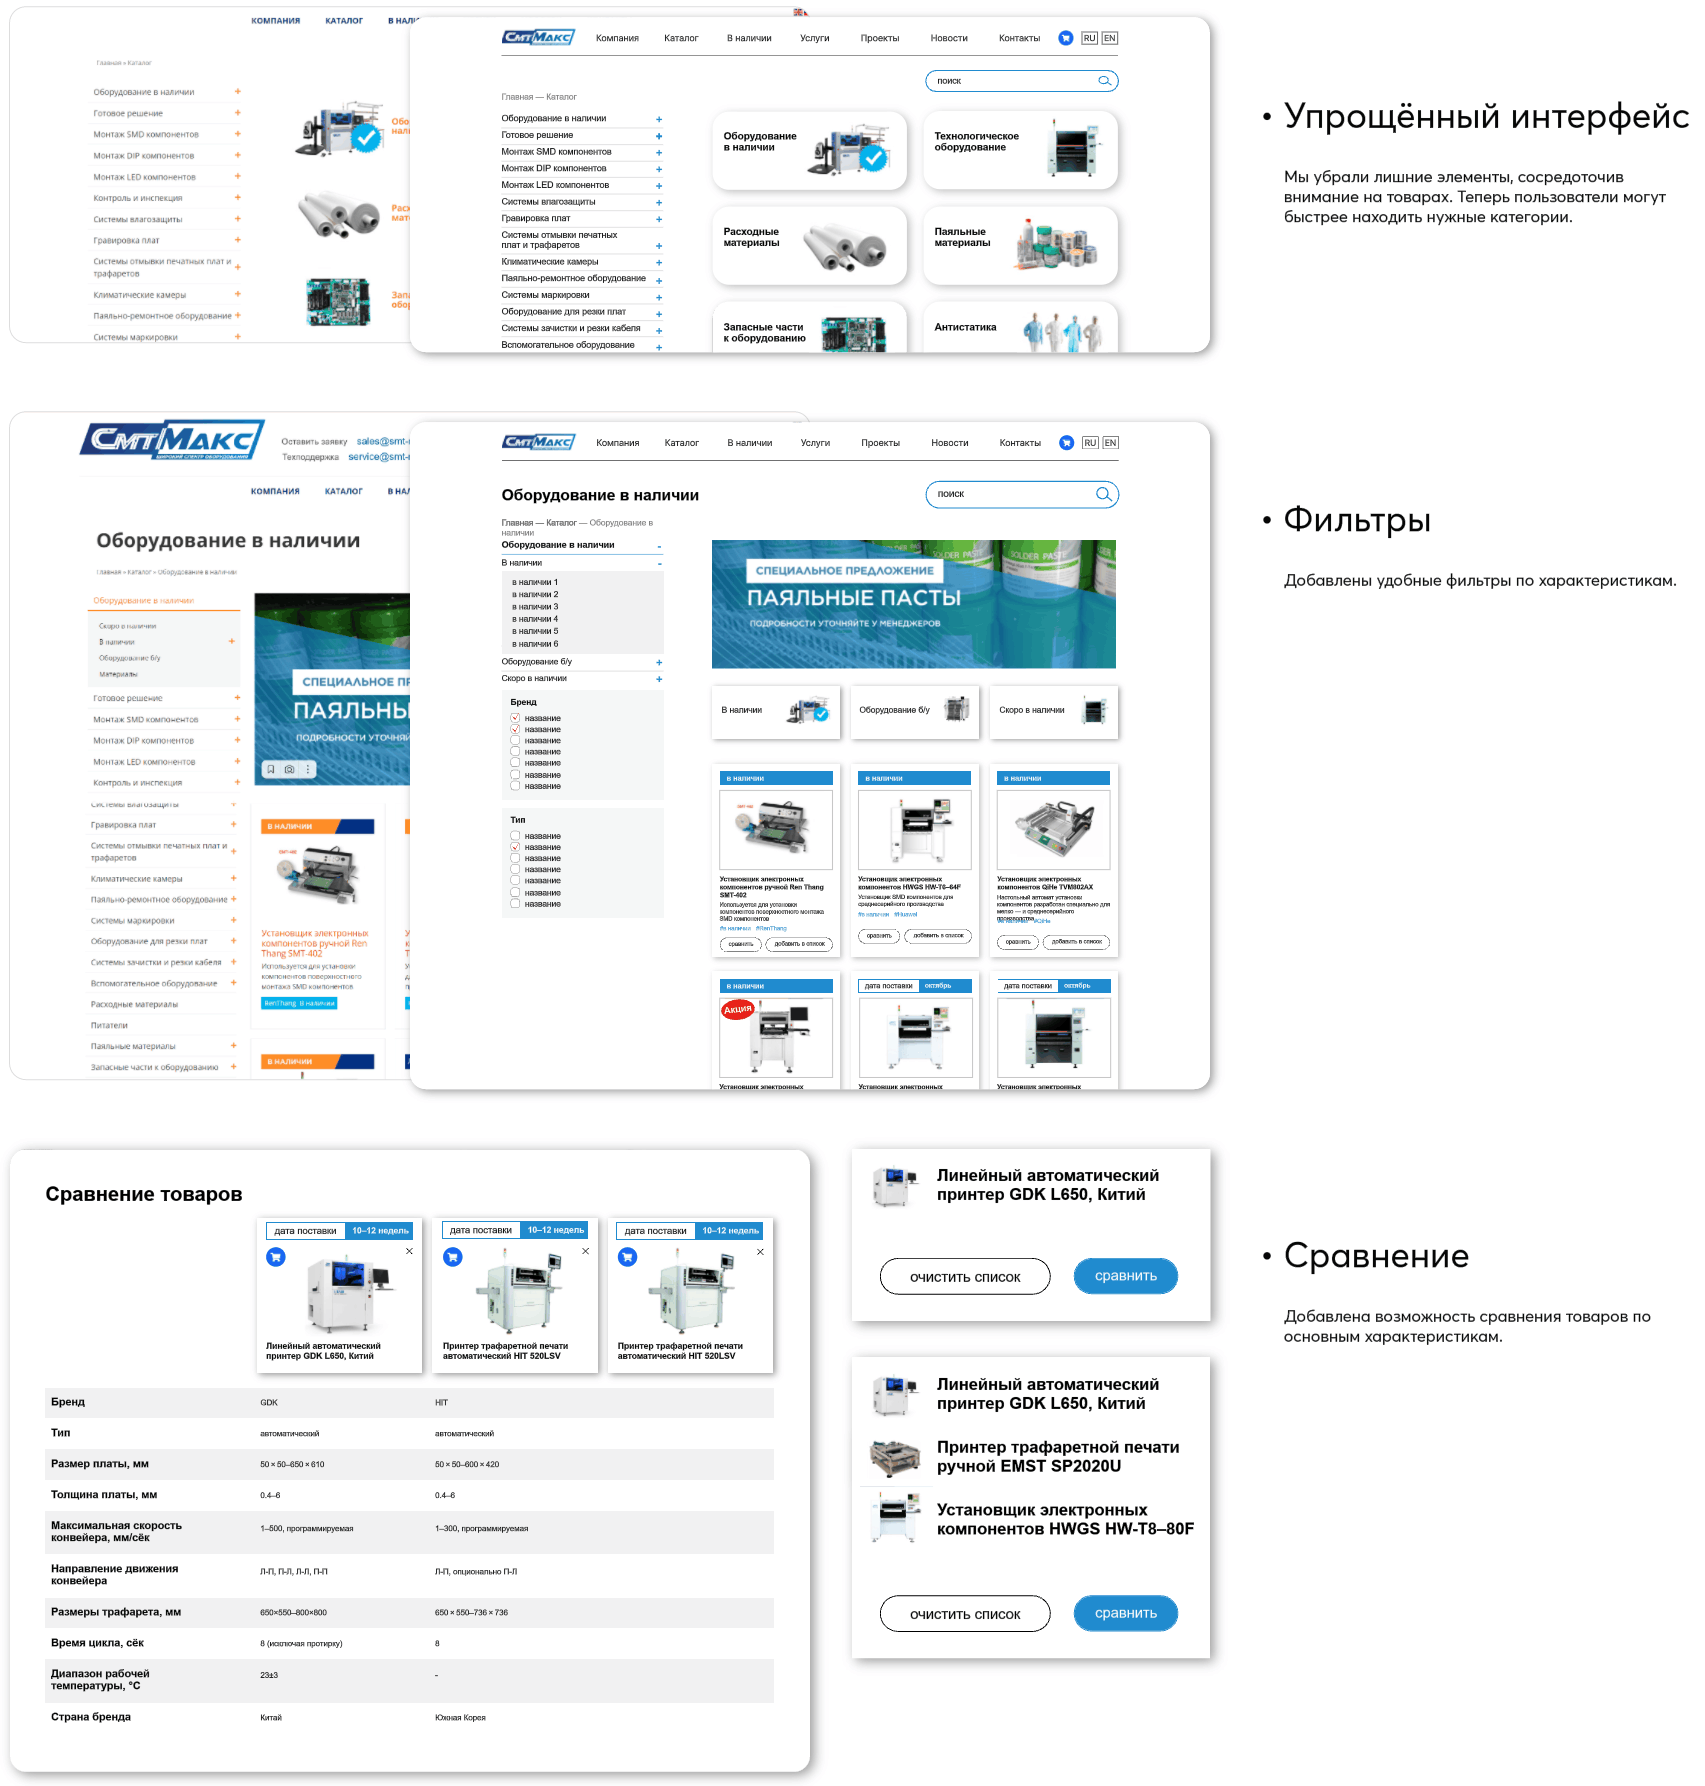 КОМПАНИЯ КАТАЛОГ В НАЛИ
Главная » Каталог
Оборудование в наличии +
Готовое решение +
Монтаж SMD компонентов +
Монтаж DIP компонентов +
Монтаж LED компонентов +
Контроль и инспекция +
Системы влагозащиты +
Гравировка плат +
Системы отмывки печатных плат и
трафаретов +
Климатические камеры +
Паяльно-ремонтное оборудование +
Системы маркировки +
Обо
нали
Расх
мате
Запа
обор
СмтМакс Компания Каталог В наличии Услуги Проекты Новости Контакты RU EN
поиск
Главная — Каталог
Оборудование в наличии +
Готовое решение +
Монтаж SMD компонентов +
Монтаж DIP компонентов +
Монтаж LED компонентов +
Системы влагозащиты +
Гравировка плат +
Системы отмывки печатных
плат и трафаретов +
Климатические камеры +
Паяльно-ремонтное оборудование +
Системы маркировки +
Оборудование для резки плат +
Системы зачистки и резки кабеля +
Вспомогательное оборудование +
Оборудование
в наличии
Технологическое
оборудование
Расходные
материалы
Паяльные
материалы
Запасные части
к оборудованию
Антистатика
• Упрощённый интерфейс
Мы убрали лишние элементы, сосредоточив
внимание на товарах. Теперь пользователи могут
быстрее находить нужные категории.
СмтМакс
ШИРОКИЙ СПЕКТР ОБОРУДОВАНИЯ
Оставить заявку sales@smt-
Техподдержка service@smt-
КОМПАНИЯ КАТАЛОГ В НАЛ
Оборудование в наличии
Главная » Каталог » Оборудование в наличии
Оборудование в наличии
Скоро в наличии
В наличии +
Оборудование б/у
Материалы
Готовое решение +
Монтаж SMD компонентов +
Монтаж DIP компонентов +
Монтаж LED компонентов +
Контроль и инспекция +
Системы влагозащиты +
Гравировка плат +
Системы отмывки печатных плат и
трафаретов +
Климатические камеры +
Паяльно-ремонтное оборудование +
Системы маркировки +
Оборудование для резки плат +
Системы зачистки и резки кабеля +
Вспомогательное оборудование +
Расходные материалы
Питатели
Паяльные материалы +
Запасные части к оборудованию +
СПЕЦИАЛЬНОЕ ПР
ПАЯЛЬНЫ
ПОДРОБНОСТИ УТОЧНЯЙ
В НАЛИЧИИ
SMT-402
Установщик электронных
компонентов ручной Ren
Thang SMT-402
Используется для установки
компонентов поверхностного
монтажа SMD компонентов
RenThang В наличии
В НАЛИЧИИ
СмтМакс Компания Каталог В наличии Услуги Проекты Новости Контакты RU EN
Оборудование в наличии
поиск
Главная — Каталог — Оборудование в
наличии
Оборудование в наличии -
В наличии -
в наличии 1
в наличии 2
в наличии 3
в наличии 4
в наличии 5
в наличии 6
Оборудование б/у +
Скоро в наличии +
Бренд
название
название
название
название
название
название
название
Тип
название
название
название
название
название
название
название
SOLDER PASTE SOLDER PAS
СПЕЦИАЛЬНОЕ ПРЕДЛОЖЕНИЕ
ПАЯЛЬНЫЕ ПАСТЫ
ПОДРОБНОСТИ УТОЧНЯЙТЕ У МЕНЕДЖЕРОВ
В наличии
Оборудование б/у
Скоро в наличии
в наличии
SMT-402
Установщик электронных
компонентов ручной Ren Thang
SMT-402
Используется для установки
компонентов поверхностного монтажа
SMD компонентов
#в наличии #RenThang
сравнить добавить в список
в наличии
Установщик электронных
компонентов HWGS HW-T6–64F
Установщик SMD компонентов для
среднесерийного производства
#в наличии #Huawei
сравнить добавить в список
в наличии
Установщик электронных
компонентов QiHe TVM802AX
Настольный автомат установки
компонентов разработан специально для
мелко — и среднесерийного
производства
#QiHe
сравнить добавить в список
в наличии
Акция
Установщик электронных
дата поставки октябрь
Установщик электронных
дата поставки октябрь
Установщик электронных
• Фильтры
Добавлены удобные фильтры по характеристикам.
Сравнение товаров
дата поставки 10–12 недель
Линейный автоматический
принтер GDK L650, Китий
дата поставки 10–12 недель
Принтер трафаретной печати
автоматический HIT 520LSV
дата поставки 10–12 недель
Принтер трафаретной печати
автоматический HIT 520LSV
Бренд GDK HIT
Тип автоматический автоматический
Размер платы, мм 50 × 50–650 × 610 50 × 50–600 × 420
Толщина платы, мм 0.4–6 0.4–6
Максимальная скорость
конвейера, мм/сёк 1–500, программируемая 1–300, программируемая
Направление движения
конвейера Л-П, П-Л, Л-Л, П-П Л-П, опционально П-Л
Размеры трафарета, мм 650×550–800×800 650 × 550–736 × 736
Время цикла, сёк 8 (исключая протирку) 8
Диапазон рабочей
температуры, °С 23±3 -
Страна бренда Китай Южная Корея
Линейный автоматический
принтер GDK L650, Китий
очистить список сравнить
Линейный автоматический
принтер GDK L650, Китий
Принтер трафаретной печати
ручной EMST SP2020U
Установщик электронных
компонентов HWGS HW-T8–80F
очистить список сравнить
• Сравнение
Добавлена возможность сравнения товаров по
основным характеристикам.